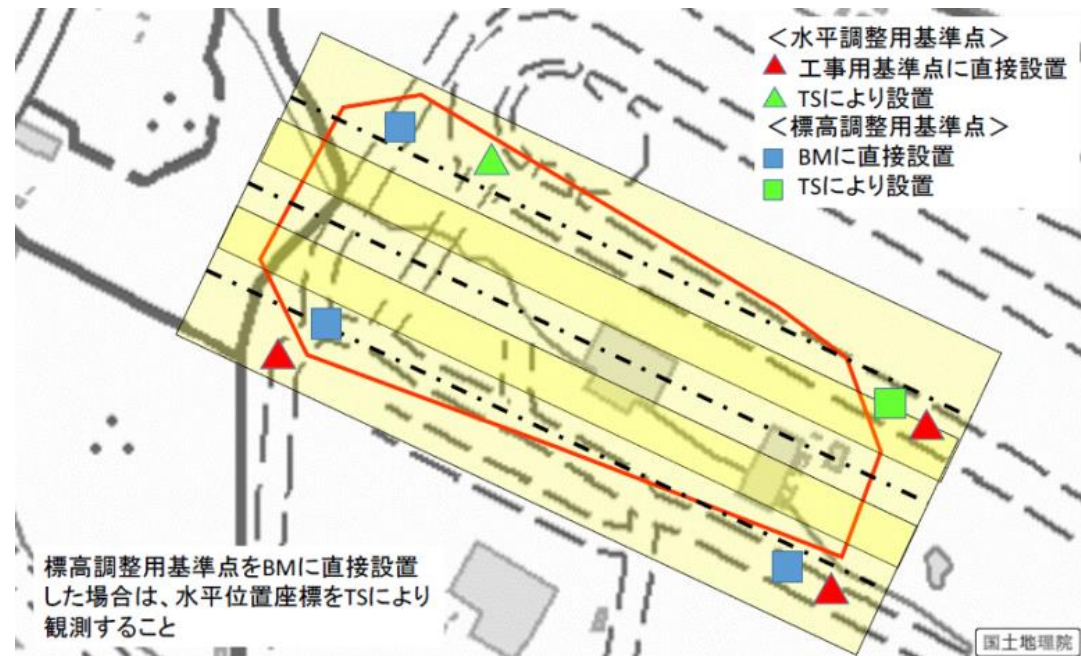 ＜水平調整用基準点＞
工事用基準点に直接設置
TSにより設置
＜標高調整用基準点＞
BMに直接設置
TSにより設置
標高調整用基準点をBMに直接設置
した場合は、水平位置座標をTSにより
観測すること
国土地理院